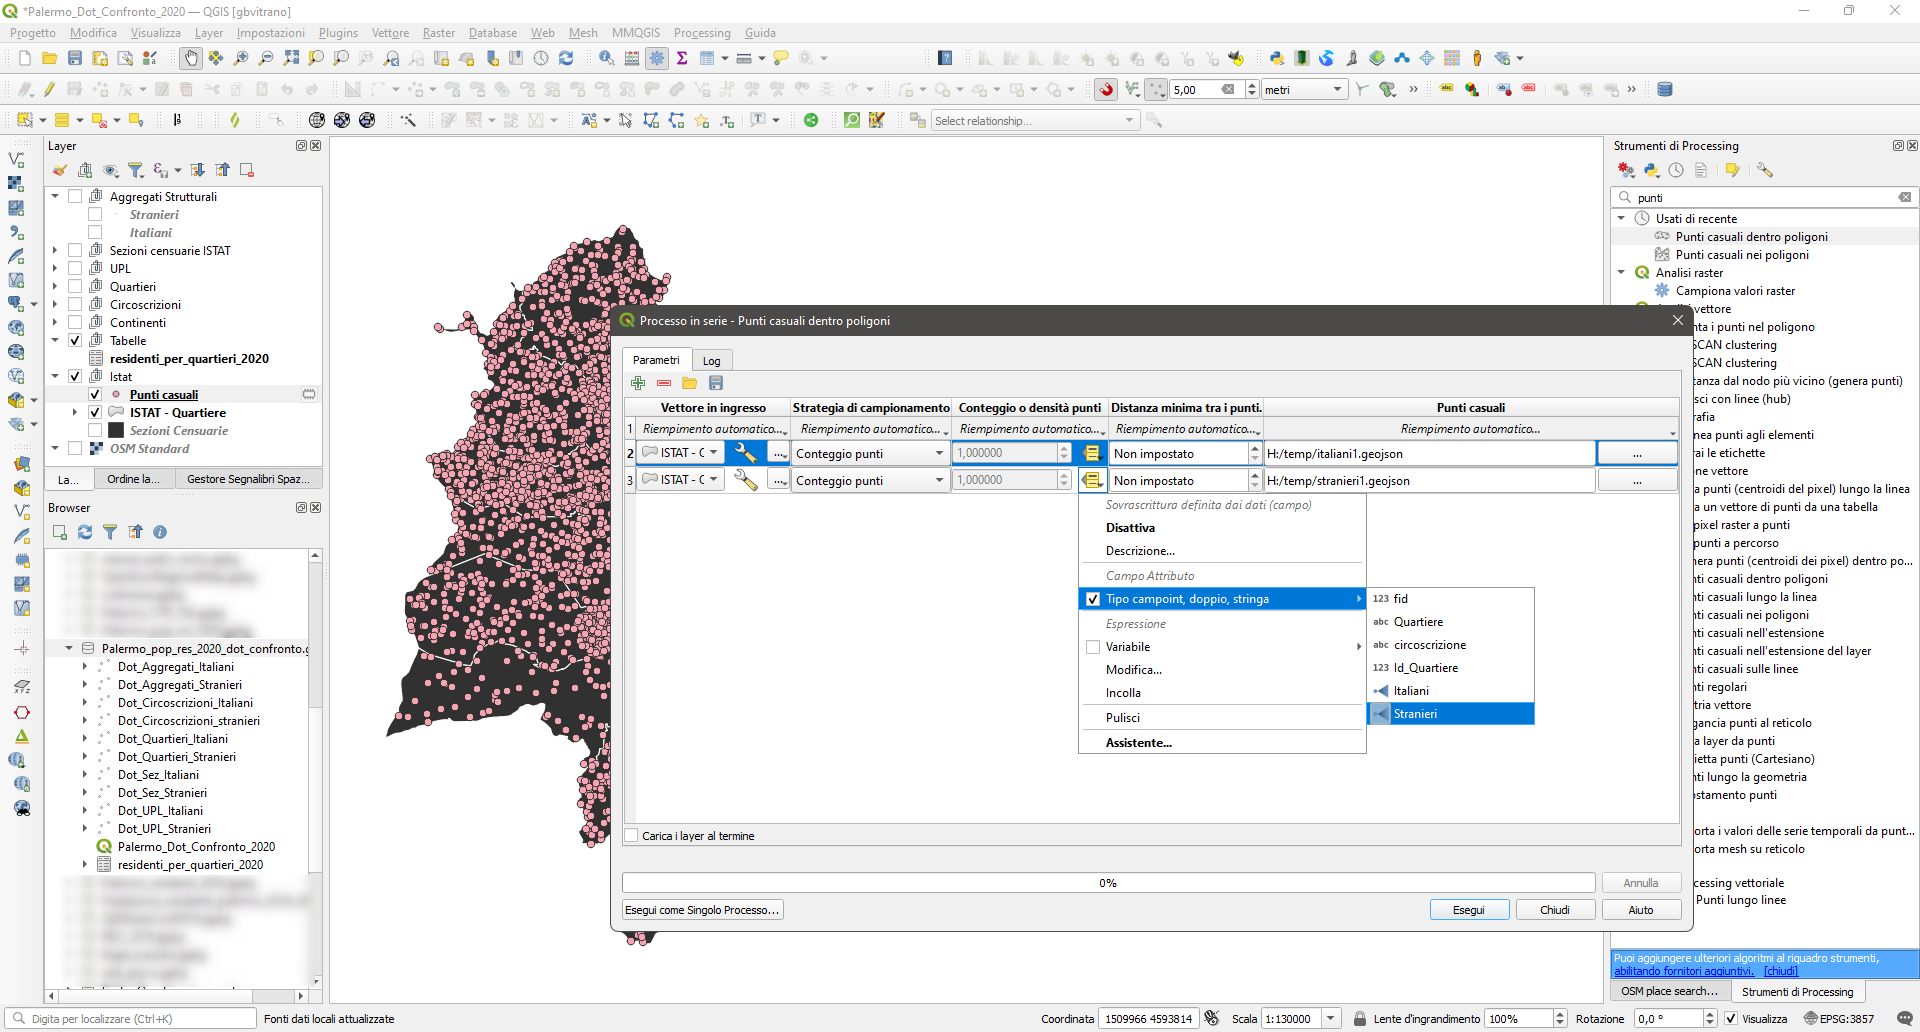 *Palermo_Dot_Confronto_2020 — QGIS [gbvitrano]
Progetto Modifica Visualizza Layer Impostazioni Plugins Vettore Raster Database Web Mesh MMQGIS Processing Guida
5,00 metri
Select relationship...
Layer
Aggregati Strutturali
Stranieri
Italiani
Sezioni censuarie ISTAT
UPL
Quartieri
Circoscrizioni
Continenti
Tabelle
residenti_per_quartieri_2020
Istat
Punti casuali
ISTAT - Quartiere
Sezioni Censuarie
OSM Standard
La... Ordine la... Gestore Segnalibri Spaz...
Browser
Palermo_pop_res_2020_dot_confronto.g
Dot_Aggregati_Italiani
Dot_Aggregati_Stranieri
Dot_Circoscrizioni_Italiani
Dot_Circoscrizioni_stranieri
Dot_Quartieri_Italiani
Dot_Quartieri_Stranieri
Dot_Sez_Italiani
Dot_Sez_Stranieri
Dot_UPL_Italiani
Dot_UPL_Stranieri
Palermo_Dot_Confronto_2020
residenti_per_quartieri_2020
Processo in serie - Punti casuali dentro poligoni
Parametri Log
Vettore in ingresso Strategia di campionamento Conteggio o densità punti Distanza minima tra i punti. Punti casuali
1 Riempimento automatico... Riempimento automatico... Riempimento automatico... Riempimento automatico... Riempimento automatico...
2 ISTAT - C ... Conteggio punti 1,000000 Non impostato H:/temp/italiani1.geojson ...
3 ISTAT - C ... Conteggio punti 1,000000 Non impostato H:/temp/stranieri1.geojson ...
Sovrascrittura definita dai dati (campo)
Disattiva
Descrizione...
Campo Attributo
Tipo campoint, doppio, stringa
Espressione
Variabile
Modifica...
Incolla
Pulisci
Assistente...
123 fid
abc Quartiere
abc circoscrizione
123 Id_Quartiere
Italiani
Stranieri
Carica i layer al termine
0%
Annulla
Esegui come Singolo Processo...
Esegui Chiudi Aiuto
Strumenti di Processing
punti
Usati di recente
Punti casuali dentro poligoni
Punti casuali nei poligoni
Analisi raster
Campiona valori raster
vettore
nta i punti nel poligono
SCAN clustering
SCAN clustering
tanza dal nodo più vicino (genera punti)
sci con linee (hub)
rafia
nea punti agli elementi
rai le etichette
ne vettore
a punti (centroidi del pixel) lungo la linea
a un vettore di punti da una tabella
pixel raster a punti
punti a percorso
nera punti (centroidi dei pixel) dentro po...
nti casuali dentro poligoni
nti casuali lungo la linea
nti casuali nei poligoni
nti casuali nell'estensione
nti casuali nell'estensione del layer
nti casuali sulle linee
nti regolari
tria vettore
gancia punti al reticolo
a layer da punti
ietta punti (Cartesiano)
nti lungo la geometria
stamento punti
orta i valori delle serie temporali da punt...
orta mesh su reticolo
cessing vettoriale
Punti lungo linee
Puoi aggiungere ulteriori algoritmi al riquadro strumenti,
abilitando fornitori aggiuntivi. [chiudi]
OSM place search... Strumenti di Processing
Digita per localizzare (Ctrl+K) Fonti dati locali attualizzate Coordinata 1509966 4593814 Scala 1:130000 Lente d'ingrandimento 100% Rotazione 0,0 ° Visualizza EPSG:3857